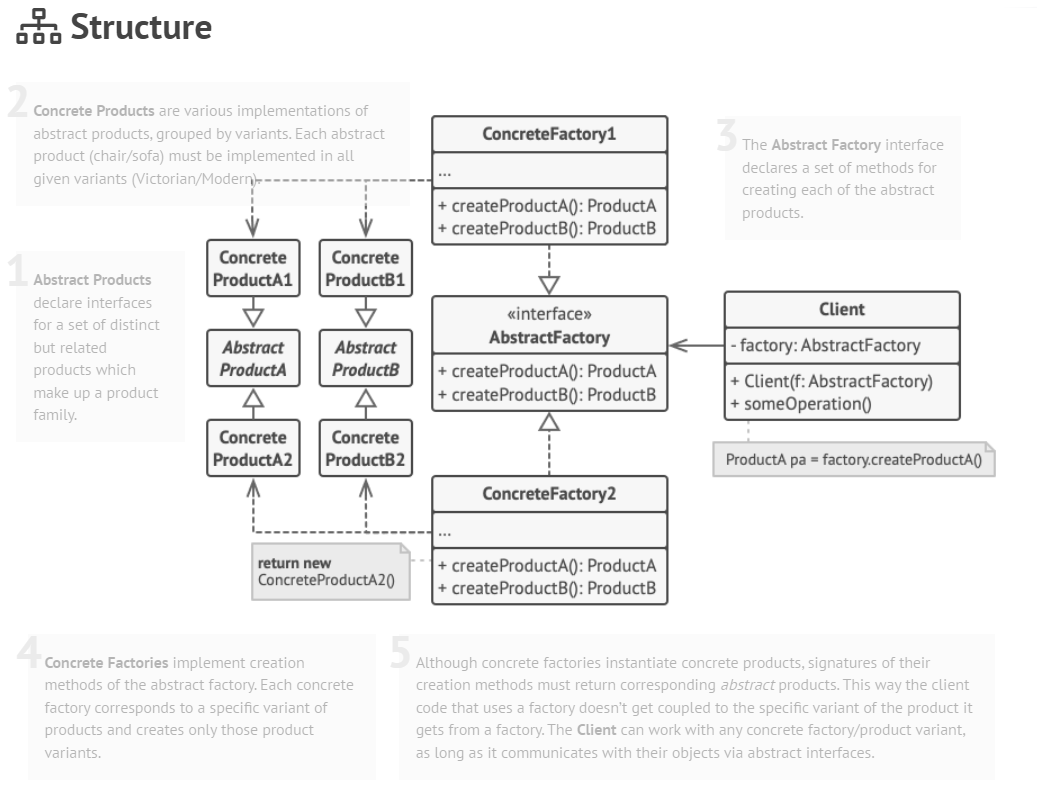 Structure
2
Concrete Products are various implementations of
abstract products, grouped by variants. Each abstract
product (chair/sofa) must be implemented in all
given variants (Victorian/Modern).
1
Abstract Products
declare interfaces
for a set of distinct
but related
products which
make up a product
family.
Concrete
ProductA1
Concrete
ProductB1
Abstract
ProductA
Abstract
ProductB
Concrete
ProductA2
Concrete
ProductB2
return new
ConcreteProductA2()
ConcreteFactory1
...
+ createProductA(): ProductA
+ createProductB(): ProductB
«interface»
AbstractFactory
+ createProductA(): ProductA
+ createProductB(): ProductB
ConcreteFactory2
...
+ createProductA(): ProductA
+ createProductB(): ProductB
3
The Abstract Factory interface
declares a set of methods for
creating each of the abstract
products.
Client
- factory: AbstractFactory
+ Client(f: AbstractFactory)
+ someOperation()
ProductA pa = factory.createProductA()
4
Concrete Factories implement creation
methods of the abstract factory. Each concrete
factory corresponds to a specific variant of
products and creates only those product
variants.
5
Although concrete factories instantiate concrete products, signatures of their
creation methods must return corresponding abstract products. This way the client
code that uses a factory doesn't get coupled to the specific variant of the product it
gets from a factory. The Client can work with any concrete factory/product variant,
as long as it communicates with their objects via abstract interfaces.